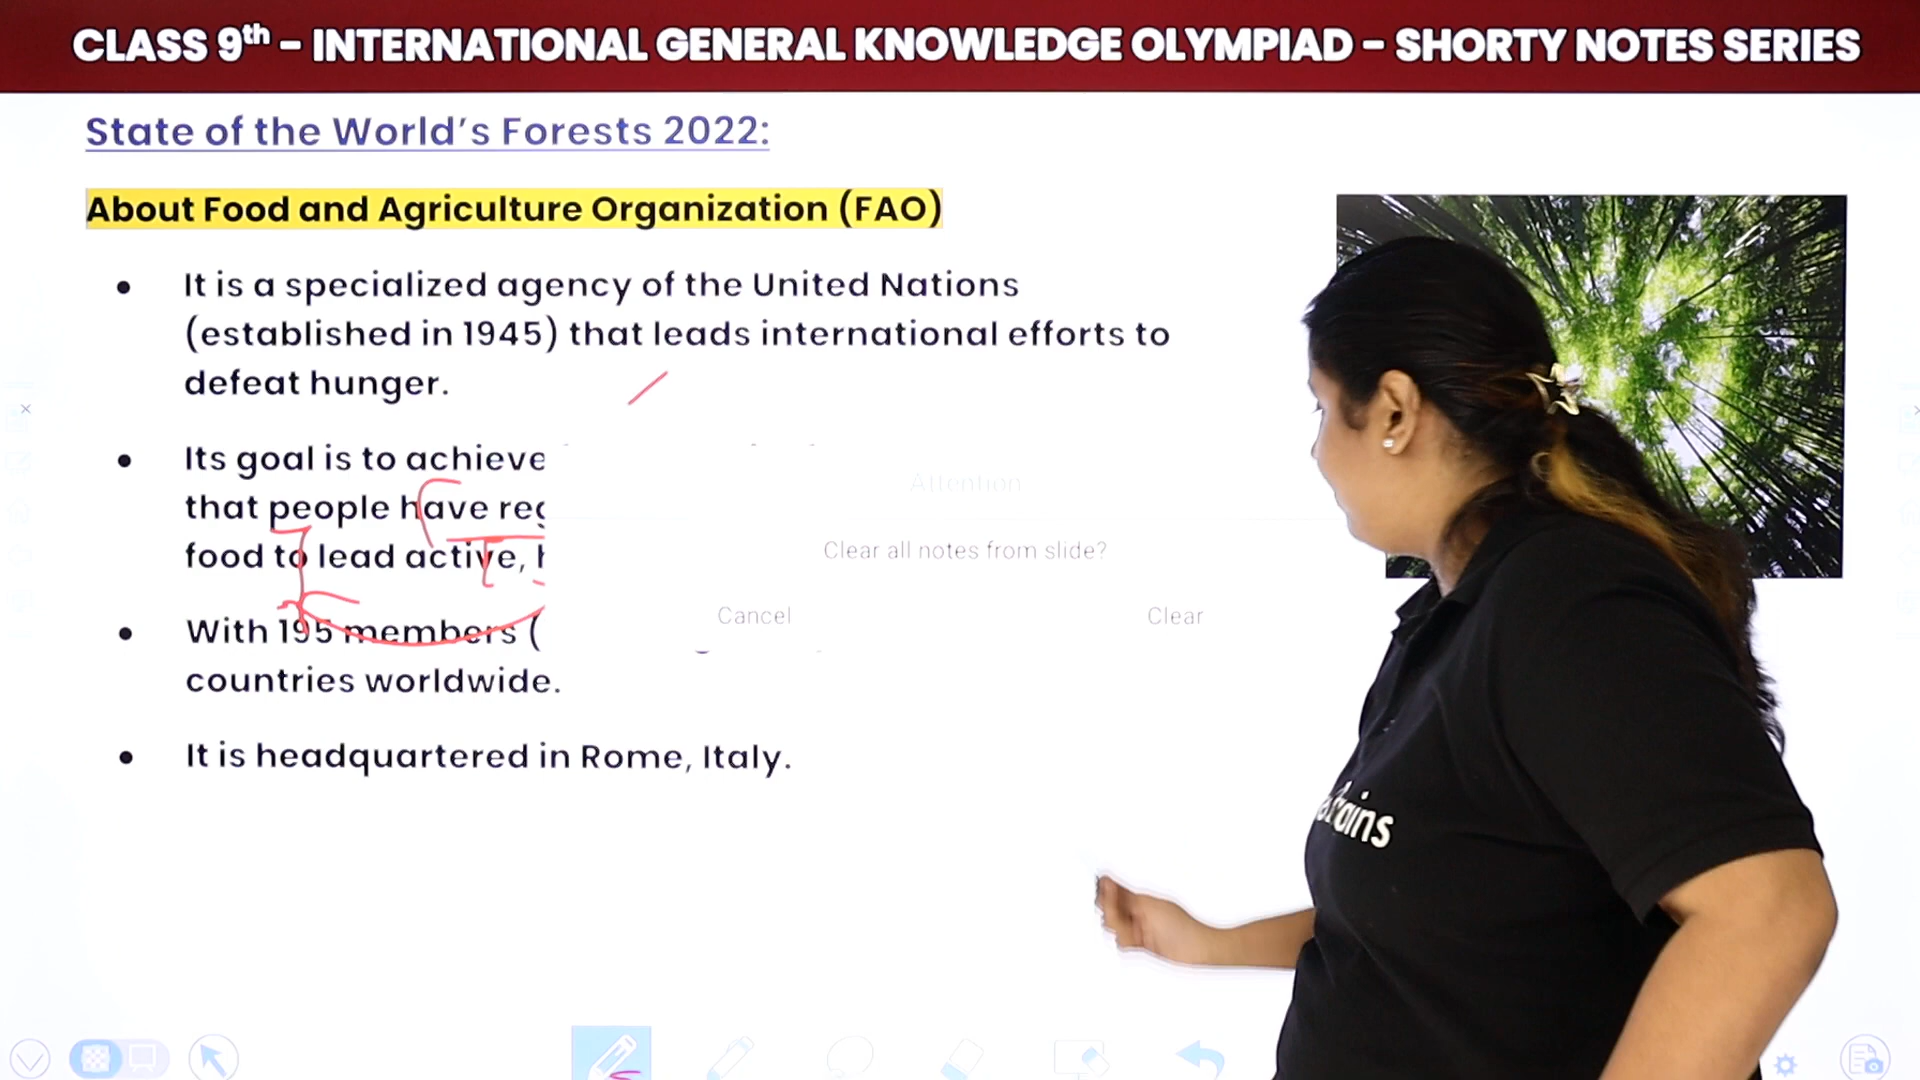 CLASS 9th - INTERNATIONAL GENERAL KNOWLEDGE OLYMPIAD - SHORTY NOTES SERIES
State of the World's Forests 2022:
About Food and Agriculture Organization (FAO)
• It is a specialized agency of the United Nations
(established in 1945) that leads international efforts to
defeat hunger.
• Its goal is to achieve
that people have
food to lead active,
• With 195 members (
countries worldwide.
• It is headquartered in Rome, Italy.
Attention
Clear all notes from slide?
Cancel
Clear